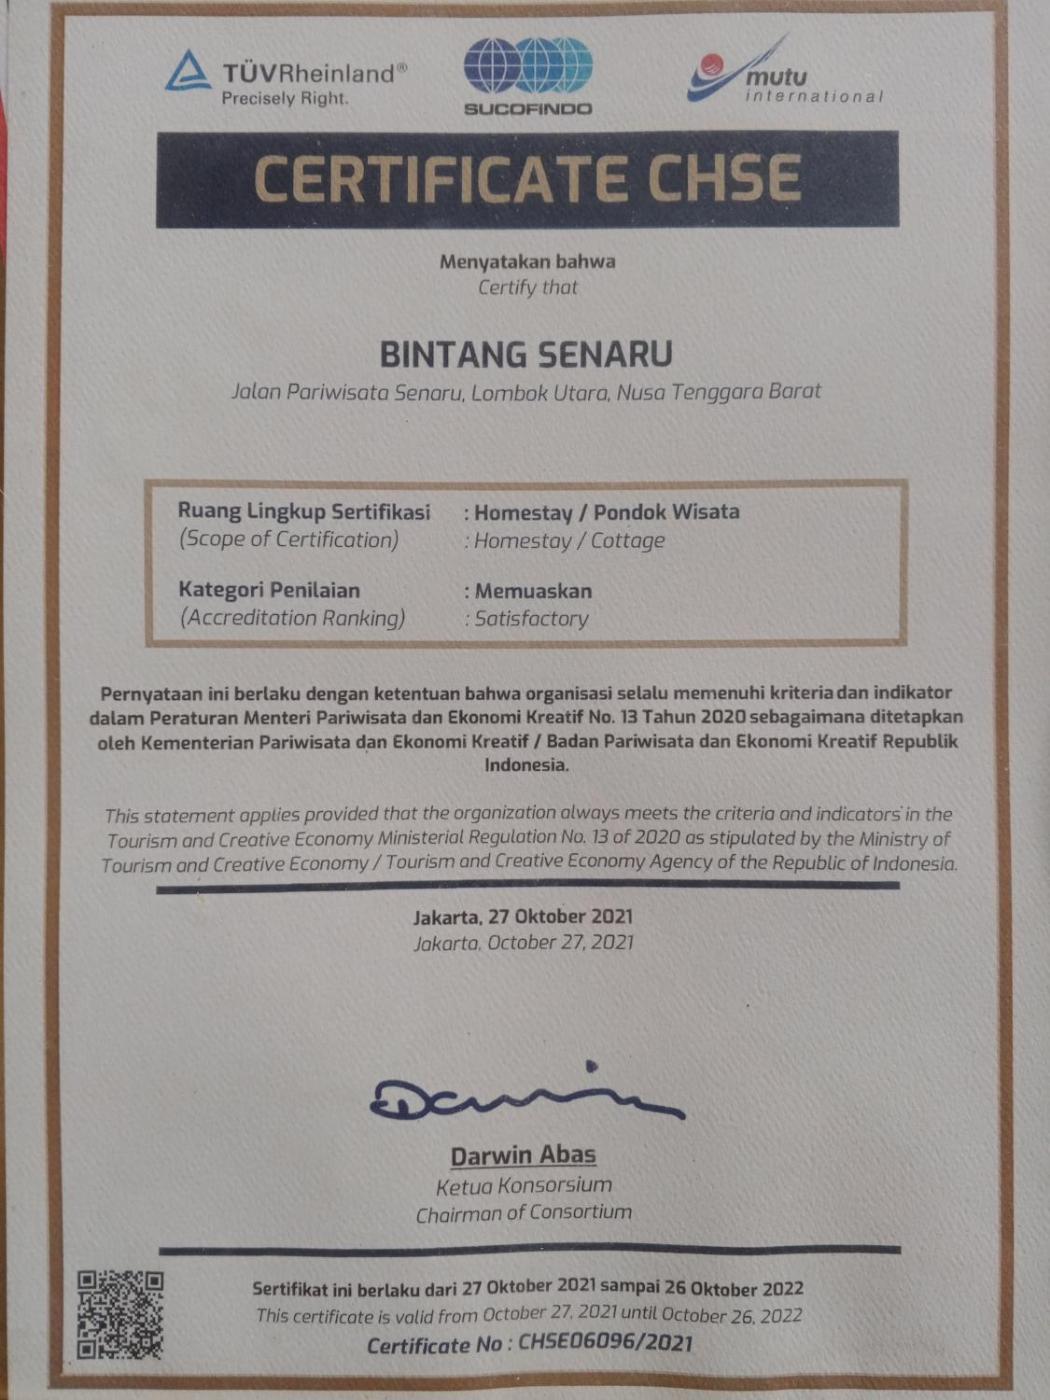 TÜVRheinland®
Precisely Right.
SUCOFINDO
mutu
international
CERTIFICATE CHSE
Menyatakan bahwa
Certify that
BINTANG SENARU
Jalan Pariwisata Senaru, Lombok Utara, Nusa Tenggara Barat
Ruang Lingkup Sertifikasi : Homestay / Pondok Wisata
(Scope of Certification) : Homestay / Cottage
Kategori Penilaian : Memuaskan
(Accreditation Ranking) : Satisfactory
Pernyataan ini berlaku dengan ketentuan bahwa organisasi selalu memenuhi kriteria dan indikator
dalam Peraturan Menteri Pariwisata dan Ekonomi Kreatif No. 13 Tahun 2020 sebagaimana ditetapkan
oleh Kementerian Pariwisata dan Ekonomi Kreatif / Badan Pariwisata dan Ekonomi Kreatif Republik
Indonesia.
This statement applies provided that the organization always meets the criteria and indicators in the
Tourism and Creative Economy Ministerial Regulation No. 13 of 2020 as stipulated by the Ministry of
Tourism and Creative Economy / Tourism and Creative Economy Agency of the Republic of Indonesia.
Jakarta, 27 Oktober 2021
Jakarta, October 27, 2021
Darwin
Darwin Abas
Ketua Konsorsium
Chairman of Consortium
Sertifikat ini berlaku dari 27 Oktober 2021 sampai 26 Oktober 2022
This certificate is valid from October 27, 2021 until October 26, 2022
Certificate No : CHSE06096/2021